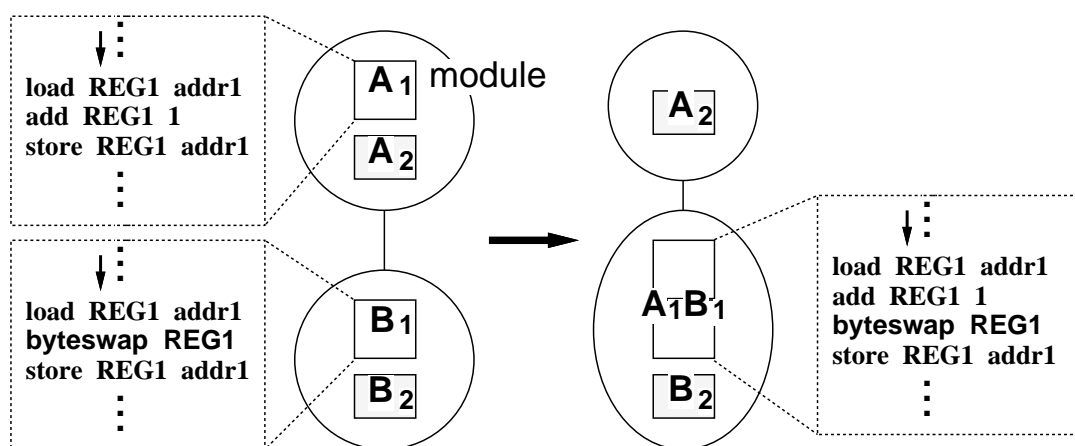 load REG1 addr1
add REG1 1
store REG1 addr1
A1
module
A2
load REG1 addr1
byteswap REG1
store REG1 addr1
B1
B2
A2
A1B1
B2
load REG1 addr1
add REG1 1
byteswap REG1
store REG1 addr1